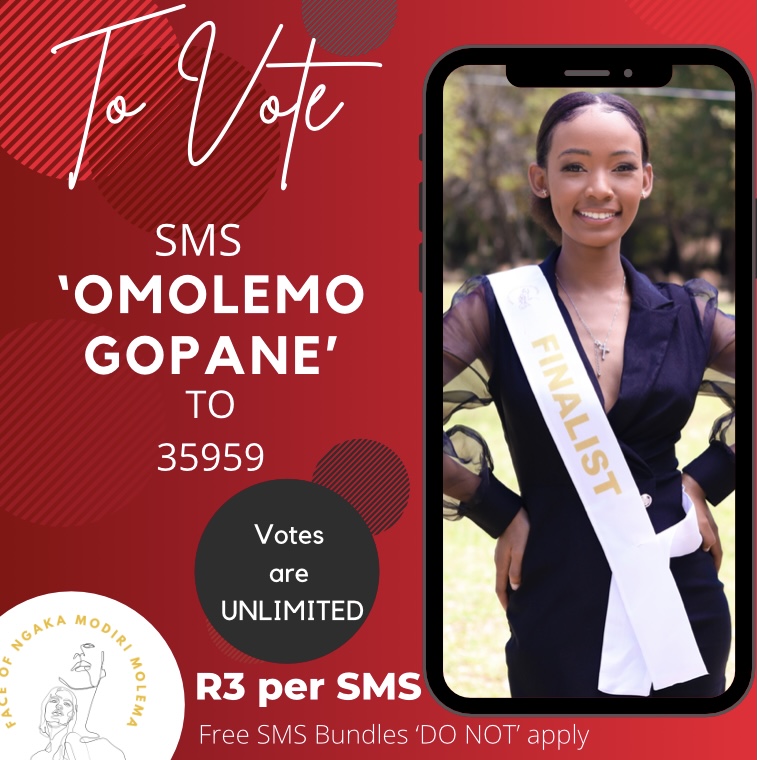 To Vote
SMS
‘OMOLEMO
GOPANE’
TO
35959
FINALIST
Votes
are
UNLIMITED
FACE OF NGAKA MODIRI MOLEMA
R3 per SMS
Free SMS Bundles ‘DO NOT’ apply